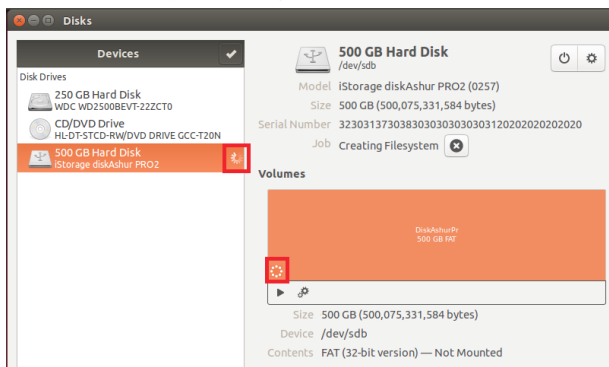 Disks
Devices
Disk Drives
250 GB Hard Disk
WDC WD2500BEVT-22ZCT0
CD/DVD Drive
HL-DT-STCD-RW/DVD DRIVE GCC-T20N
500 GB Hard Disk
iStorage diskAshur PRO2
500 GB Hard Disk
/dev/sdb
Model iStorage diskAshur PRO2 (0257)
Size 500 GB (500,075,331,584 bytes)
Serial Number 32303137303830303030303031202020202020
Job Creating Filesystem
Volumes
DiskAshurPr
500 GB FAT
Size 500 GB (500,075,331,584 bytes)
Device /dev/sdb
Contents FAT (32-bit version) — Not Mounted